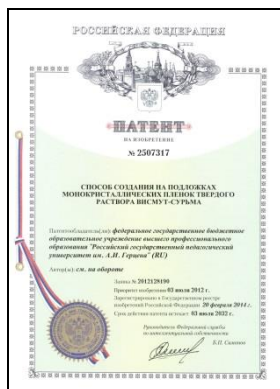 РОССИЙСКАЯ ФЕДЕРАЦИЯ
ПАТЕНТ
НА ИЗОБРЕТЕНИЕ
№ 2507317
СПОСОБ СОЗДАНИЯ НА ПОДЛОЖКАХ
МОНОКРИСТАЛЛИЧЕСКИХ ПЛЕНОК ТВЕРДОГО
РАСТВОРА ВИСМУТ-СУРЬМА
Патентообладатель(ли): федеральное государственное бюджетное
образовательное учреждение высшего профессионального
образования "Российский государственный педагогический
университет им. А.И. Герцена" (RU)
Автор(ы): см. на обороте
Заявка № 2012128190
Приоритет изобретения 03 июля 2012 г.
Зарегистрировано в Государственном реестре
изобретений Российской Федерации 20 февраля 2014 г.
Срок действия патента истекает 03 июля 2032 г.
Руководитель Федеральной службы
по интеллектуальной собственности
Б.П. Симонов